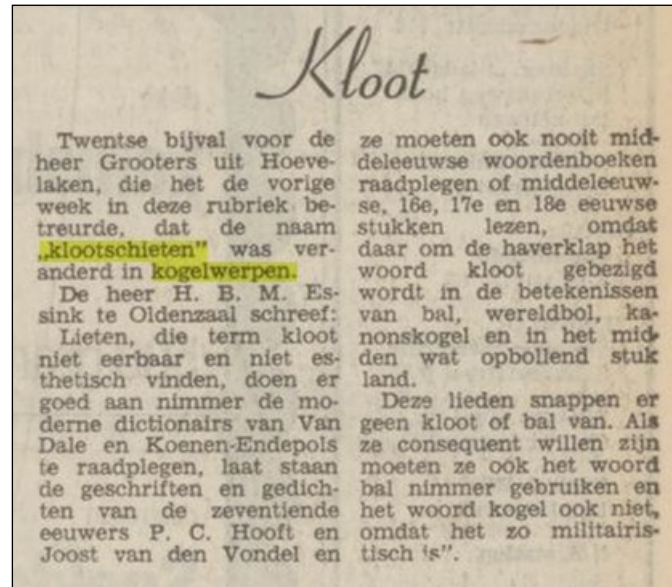 Kloot
Twentse bijval voor de
heer Grooters uit Hoeve-
laken, die het de vorige
week in deze rubriek be-
treurde, dat de naam
„klootschieten" was ver-
anderd in kogelwerpen.
De heer H. B. M. Es-
sink te Oldenzaal schreef:
Lieten, die term kloot
niet eerbaar en niet es-
thetisch vinden, doen er
goed aan nimmer de mo-
derne dictionairs van Van
Dale en Koenen-Endepols
te raadplegen, laat staan
de geschriften en gedich-
ten van de zeventiende
eeuwers P. C. Hooft en
Joost van den Vondel en
ze moeten ook nooit mid-
deleeuwse woordenboeken
raadplegen of middeleeuw-
se, 16e, 17e en 18e eeuwse
stukken lezen, omdat
daar om de haverklap het
woord kloot gebezigd
wordt in de betekenissen
van bal, wereldbol, ka-
nonskogel en in het mid-
den wat opbollend stuk
land.
Deze lieden snappen er
geen kloot of bal van. Als
ze consequent willen zijn
moeten ze ook het woord
bal nimmer gebruiken en
het woord kogel ook niet,
omdat het zo militairis-
tisch is".